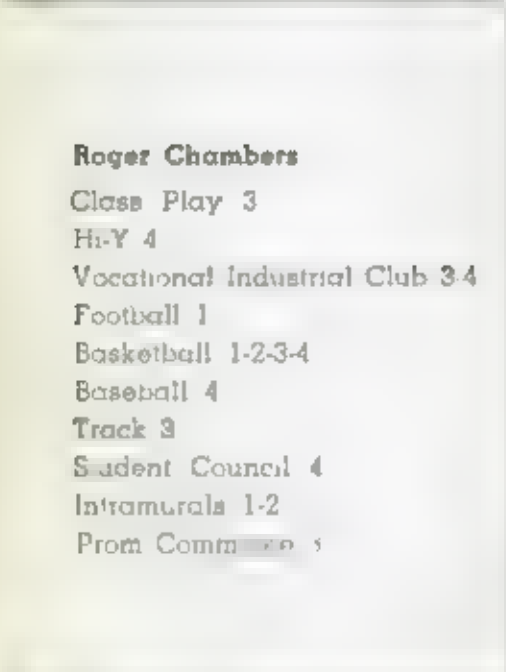 Roger Chambers
Class Play 3
Hi-Y 4
Vocational Industrial Club 3-4
Football 1
Basketball 1-2-3-4
Baseball 4
Track 3
Student Council 4
Intramurals 1-2
Prom